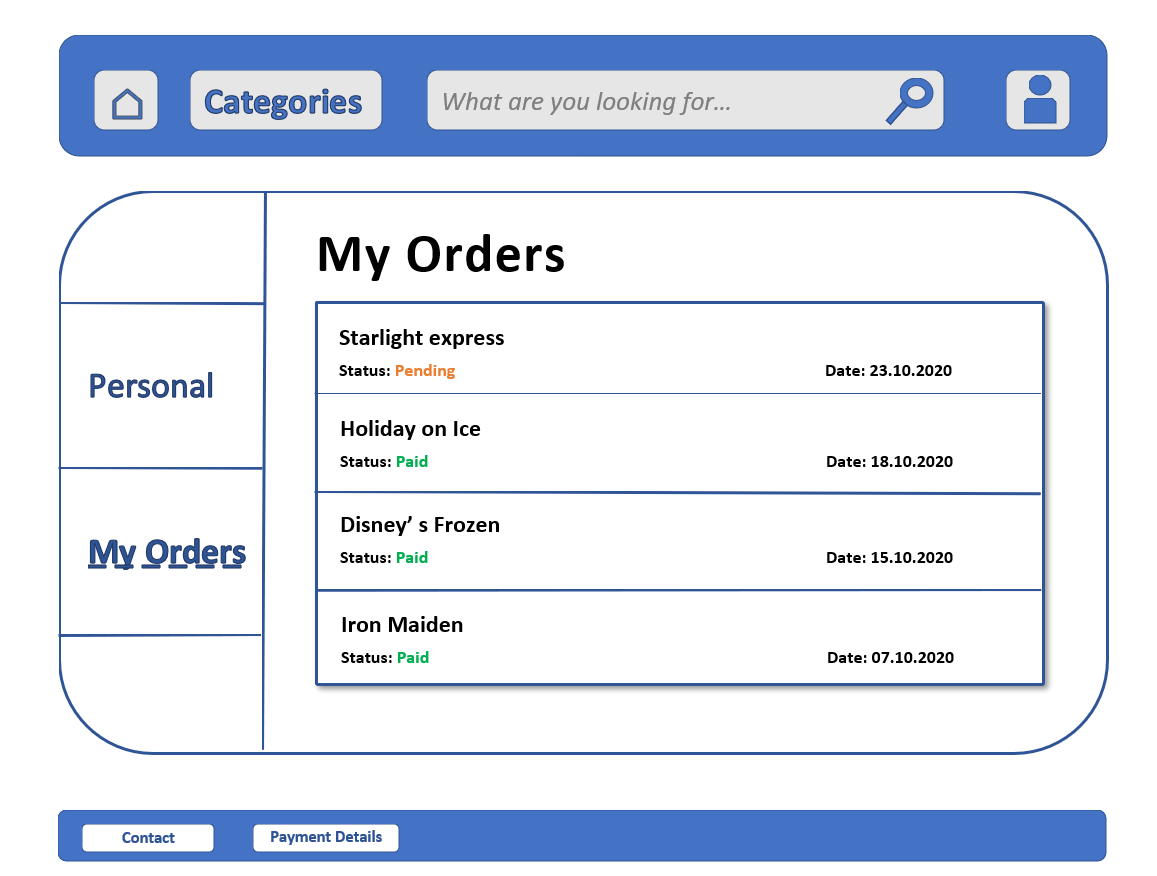 Categories
What are you looking for...
My Orders
Personal
My Orders
Starlight express
Status: Pending
Date: 23.10.2020
Holiday on Ice
Status: Paid
Date: 18.10.2020
Disney’ s Frozen
Status: Paid
Date: 15.10.2020
Iron Maiden
Status: Paid
Date: 07.10.2020
Contact
Payment Details